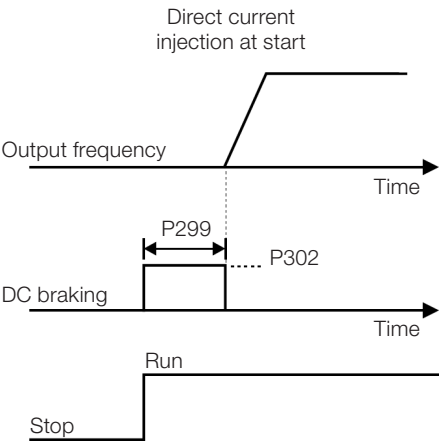 Direct current
injection at start
Output frequency
Time
P299
P302
DC braking
Time
Run
Stop